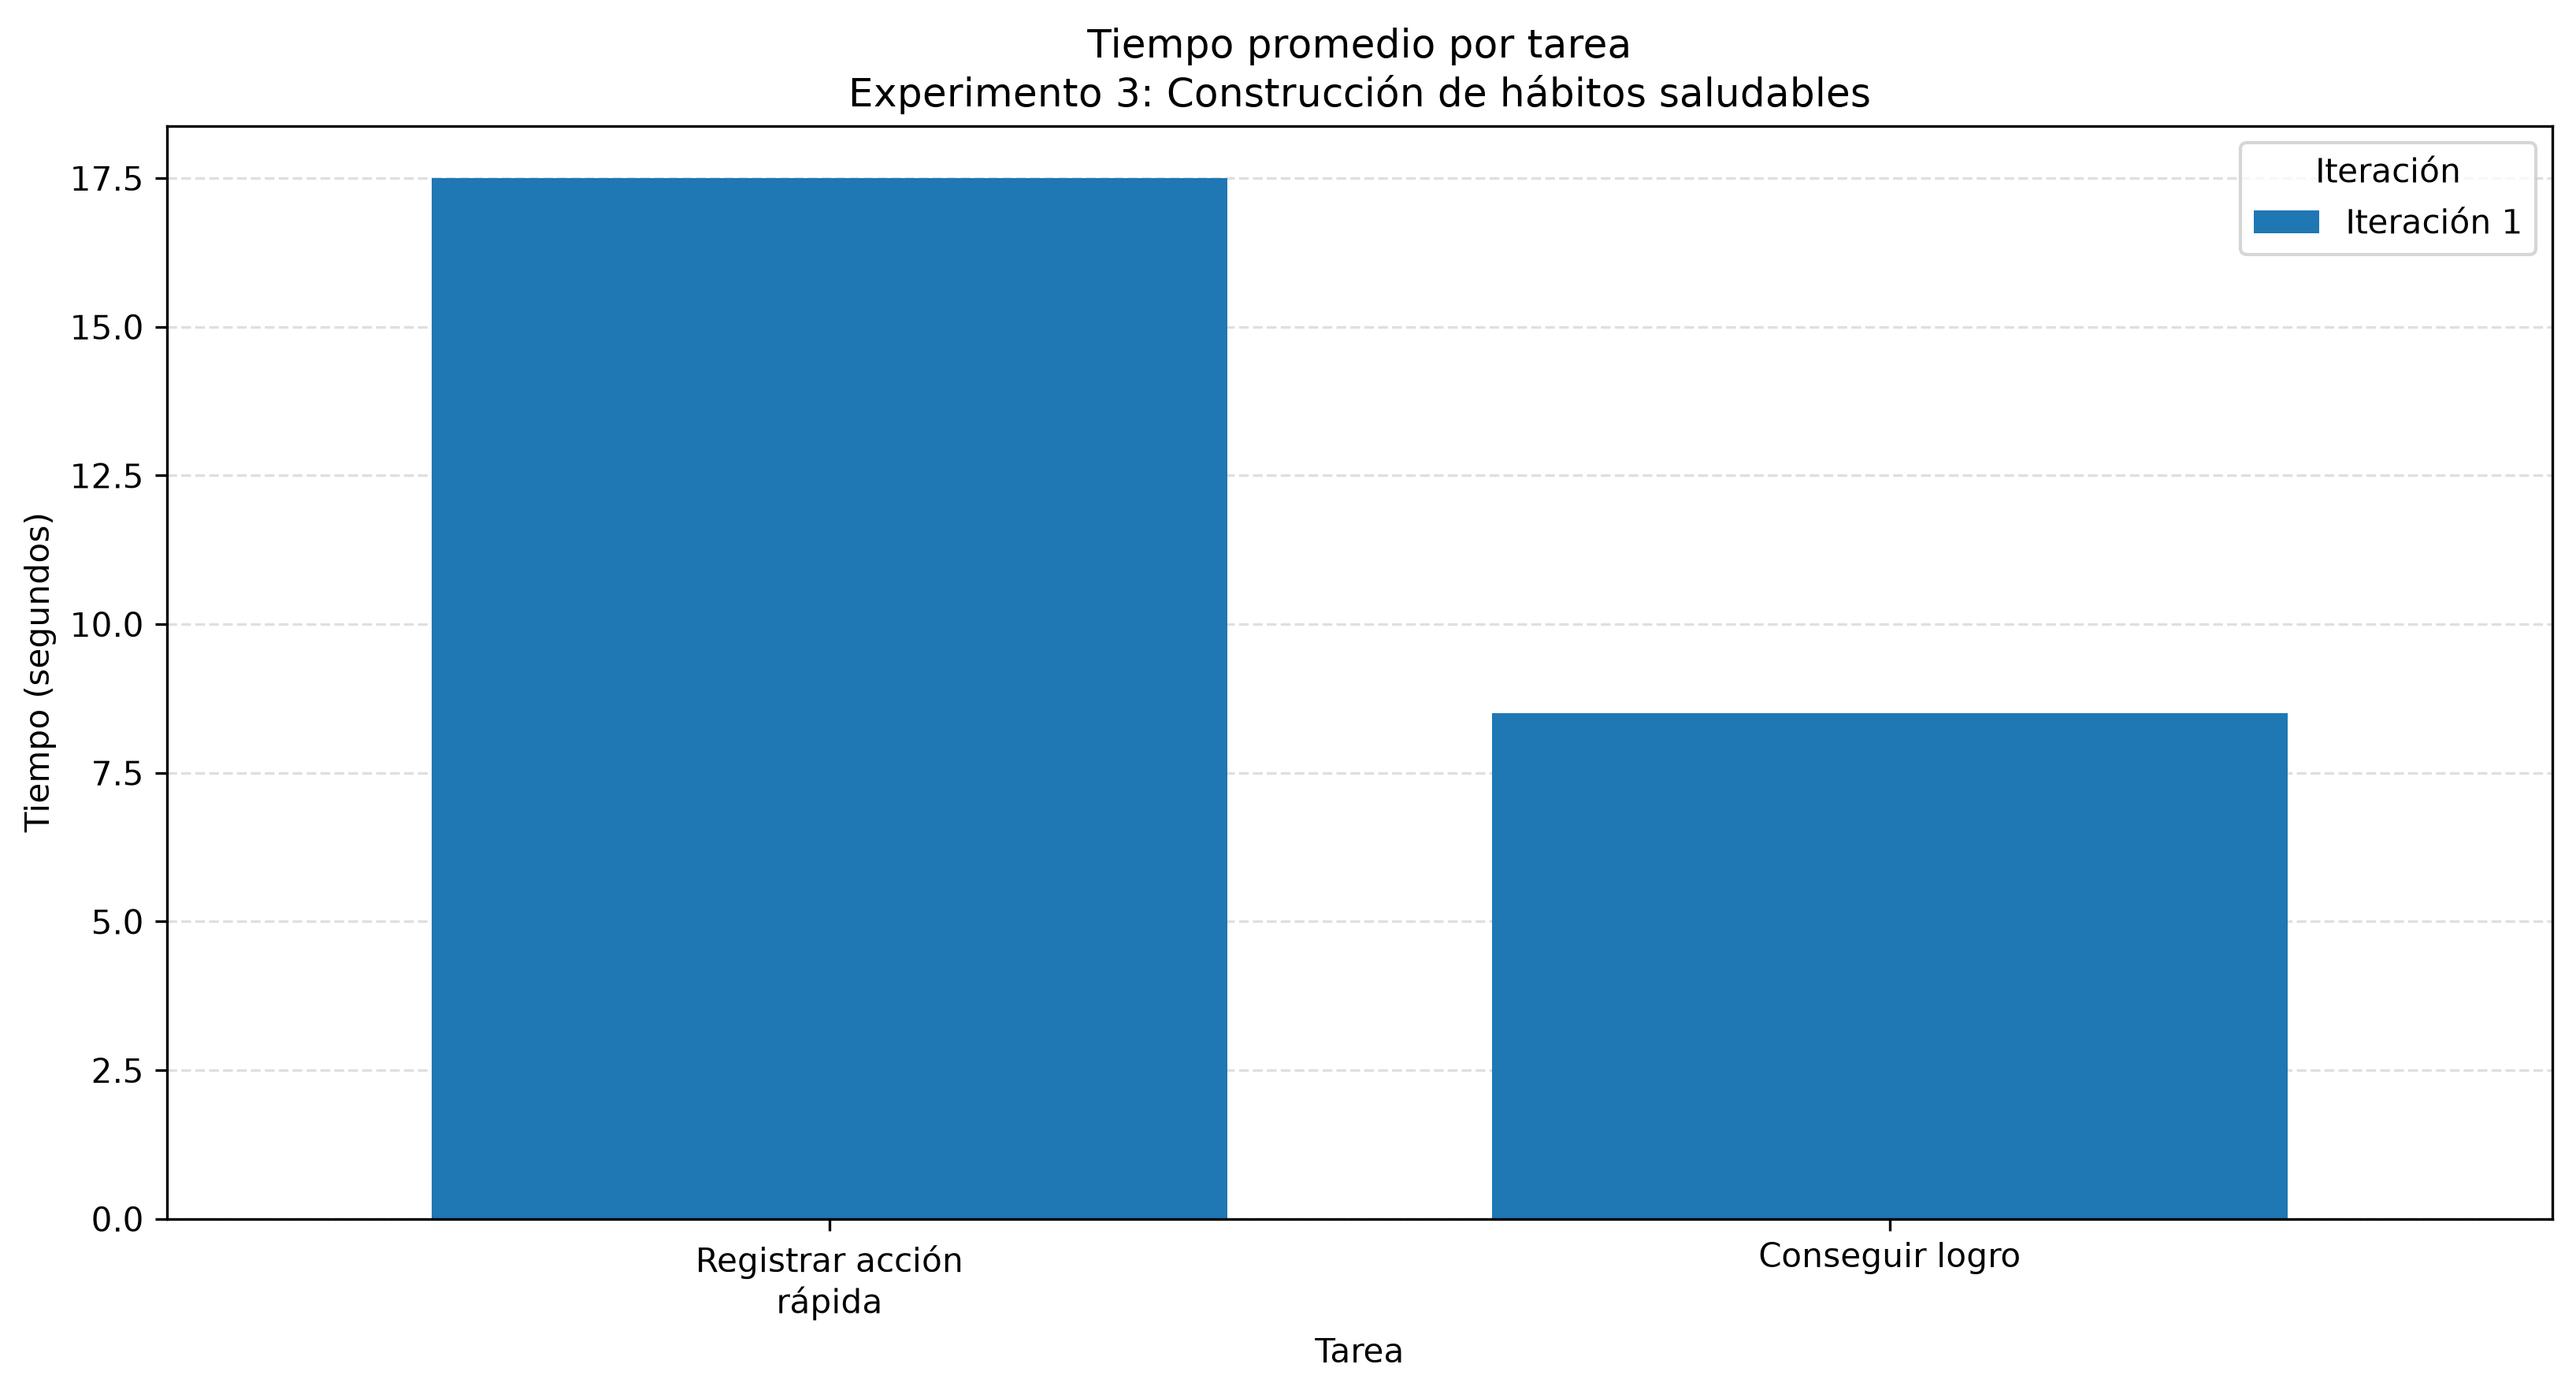 Tiempo promedio por tarea
Experimento 3: Construcción de hábitos saludables
Iteración
Iteración 1
Tiempo (segundos)
17.5
15.0
12.5
10.0
7.5
5.0
2.5
0.0
Registrar acción
rápida
Conseguir logro
Tarea